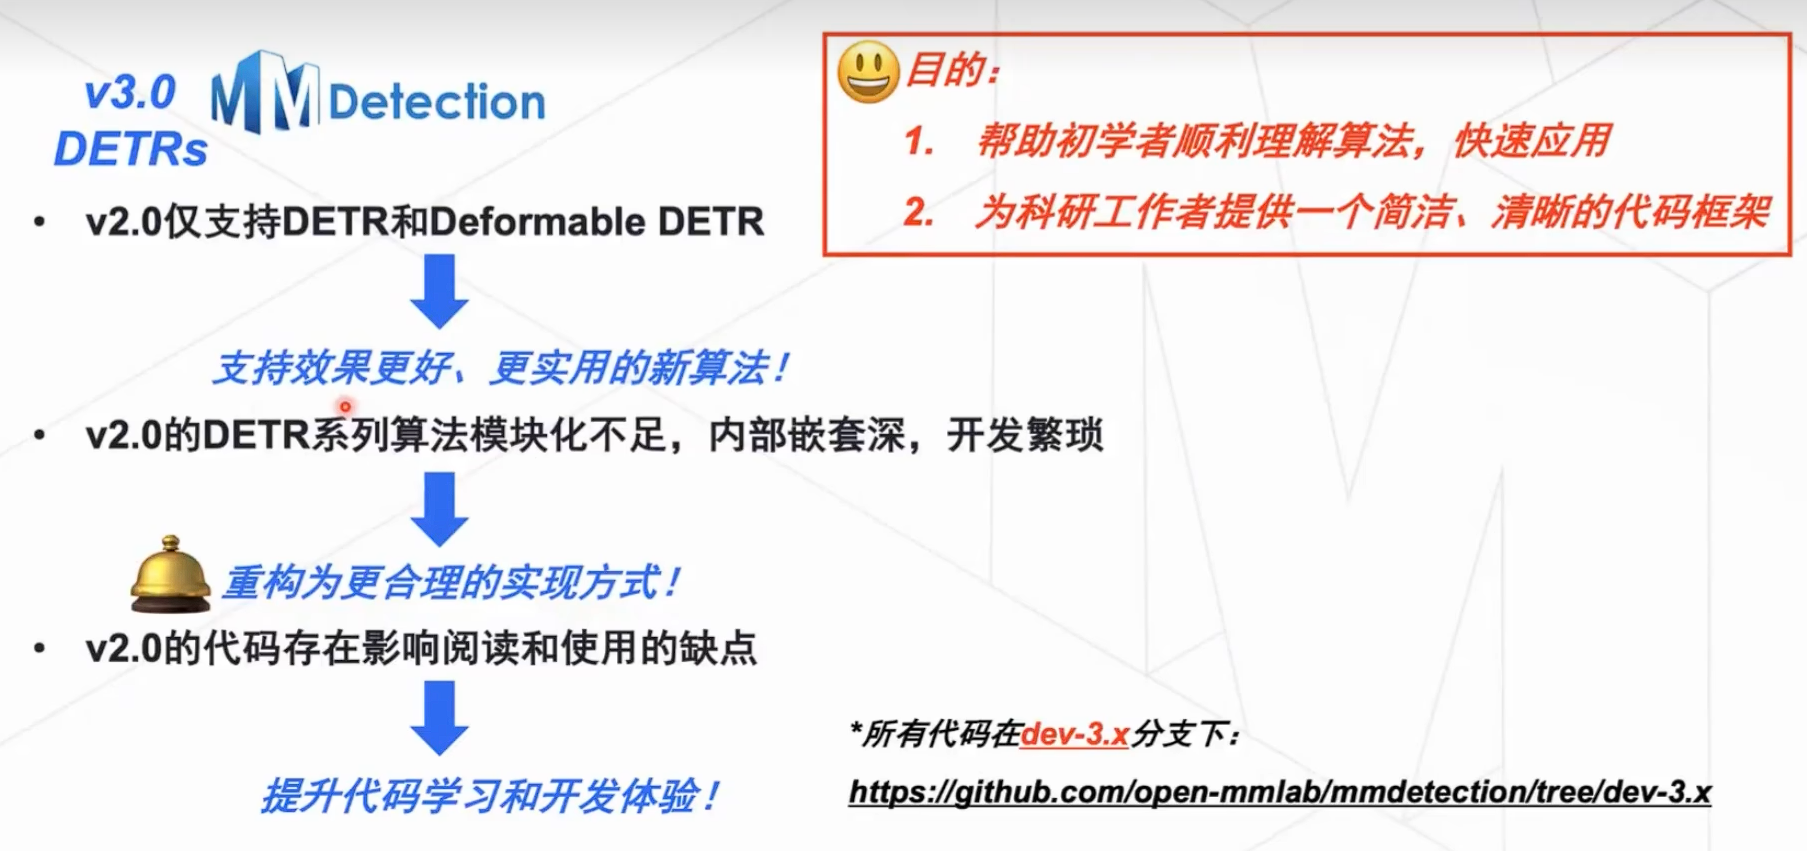 v3.0
DETRs
MMDetection
• v2.0仅支持DETR和Deformable DETR
支持效果更好、更实用的新算法！
• v2.0的DETR系列算法模块化不足，内部嵌套深，开发繁琐
重构为更合理的实现方式！
• v2.0的代码存在影响阅读和使用的缺点
提升代码学习和开发体验！
目的：
1. 帮助初学者顺利理解算法，快速应用
2. 为科研工作者提供一个简洁、清晰的代码框架
*所有代码在dev-3.x分支下：
https://github.com/open-mmlab/mmdetection/tree/dev-3.x